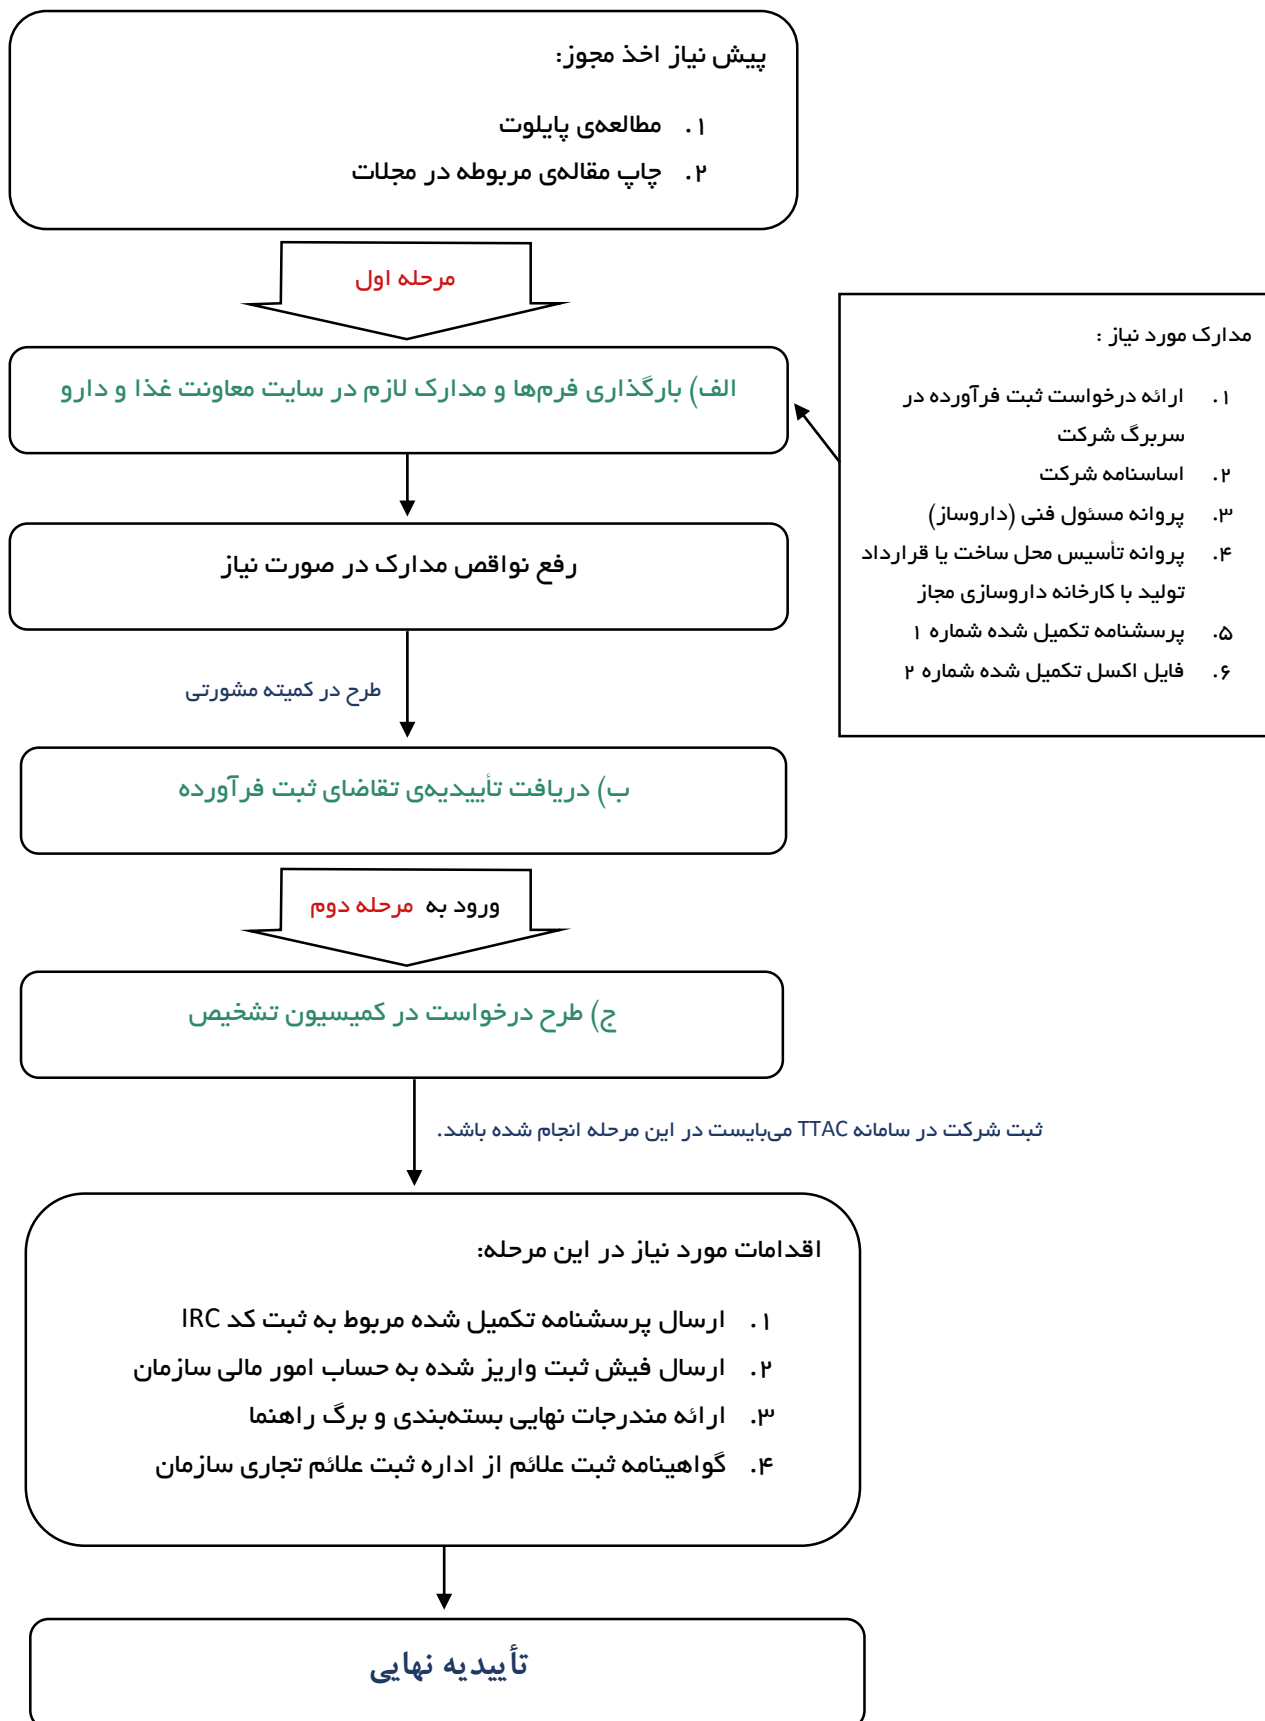 پیش نیاز اخذ مجوز:
۱. مطالعه‌ی پایلوت
۲. چاپ مقاله‌ی مربوطه در مجلات
مرحله اول
الف) بارگذاری فرم‌ها و مدارک لازم در سایت معاونت غذا و دارو
مدارک مورد نیاز :
۱. ارائه درخواست ثبت فرآورده در
سربرگ شرکت
۲. اساسنامه شرکت
۳. پروانه مسئول فنی (داروساز)
۴. پروانه تأسیس محل ساخت یا قرارداد
تولید با کارخانه داروسازی مجاز
۵. پرسشنامه تکمیل شده شماره ۱
۶. فایل اکسل تکمیل شده شماره ۲
رفع نواقص مدارک در صورت نیاز
طرح در کمیته مشورتی
ب) دریافت تأییدیه‌ی تقاضای ثبت فرآورده
ورود به مرحله دوم
ج) طرح درخواست در کمیسیون تشخیص
ثبت شرکت در سامانه TTAC می‌بایست در این مرحله انجام شده باشد.
اقدامات مورد نیاز در این مرحله:
۱. ارسال پرسشنامه تکمیل شده مربوط به ثبت کد IRC
۲. ارسال فیش ثبت واریز شده به حساب امور مالی سازمان
۳. ارائه مندرجات نهایی بسته‌بندی و برگ راهنما
۴. گواهینامه ثبت علائم از اداره ثبت علائم تجاری سازمان
تأییدیه نهایی